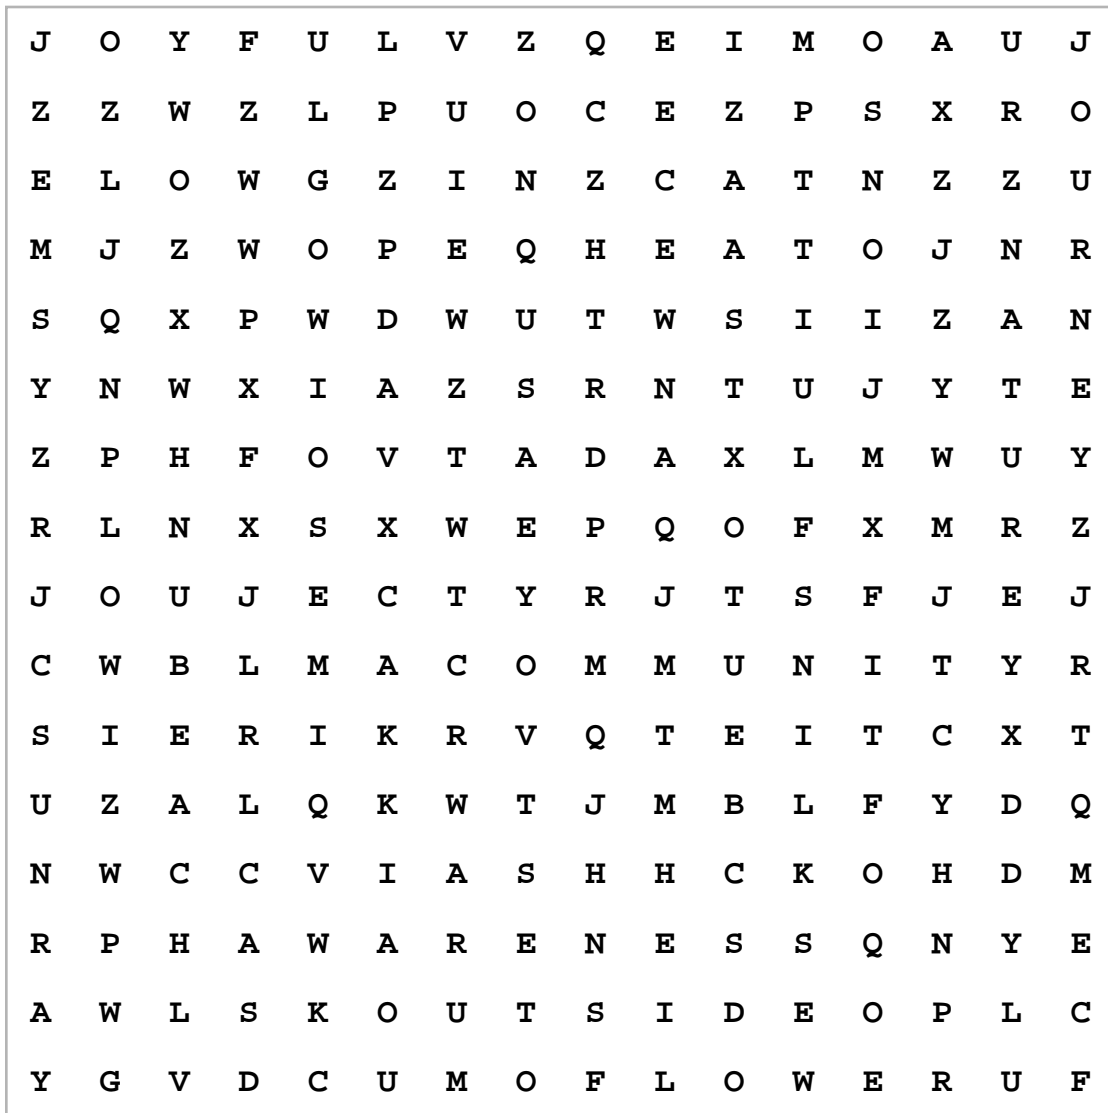 J O Y F U L V Z Q E I M O A U J
Z Z W Z L P U O C E Z P S X R O
E L O W G Z I N Z C A T N Z Z U
M J Z W O P E Q H E A T O J N R
S Q X P W D W U T W S I I Z A N
Y N W X I A Z S R N T U J Y T E
Z P H F O V T A D A X L M W U Y
R L N X S X W E P Q O F X M R Z
J O U J E C T Y R J T S F J E J
C W B L M A C O M M U N I T Y R
S I E R I K R V Q T E I T C X T
U Z A L Q K W T J M B L F Y D Q
N W C C V I A S H H C K O H D M
R P H A W A R E N E S S Q N Y E
A W L S K O U T S I D E O P L C
Y G V D C U M O F L O W E R U F